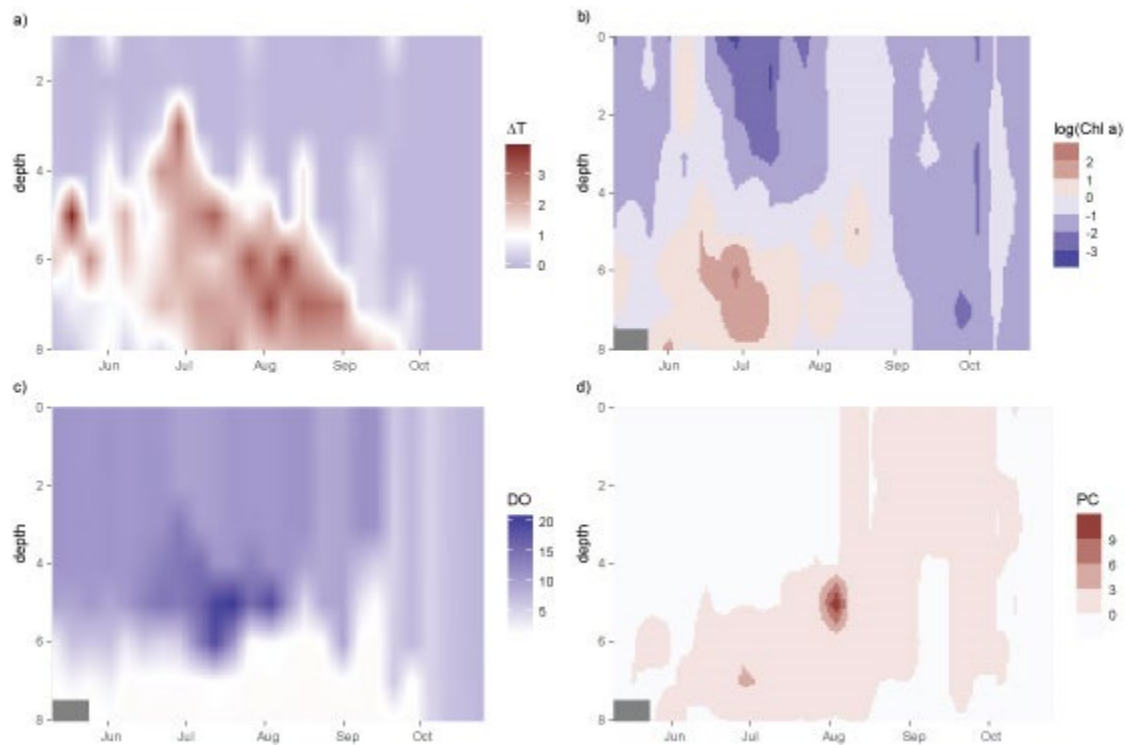 a)
depth
2
4
6
8
Jun
Jul
Aug
Sep
Oct
ΔT
3
2
1
0
b)
depth
0
2
4
6
8
Jun
Jul
Aug
Sep
Oct
log(Chl a)
2
1
0
-1
-2
-3
c)
depth
0
2
4
6
8
Jun
Jul
Aug
Sep
Oct
DO
20
15
10
5
d)
depth
0
2
4
6
8
Jun
Jul
Aug
Sep
Oct
PC
9
6
3
0